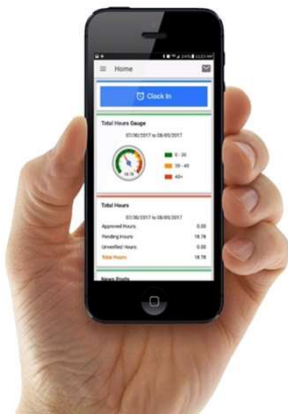 Home
Clock In
Total Hours Gauge
07/30/2017 to 08/05/2017
0 - 30
30 - 40
40+
18.78
Total Hours
07/30/2017 to 08/05/2017
Approved Hours 0.00
Pending Hours 18.78
Unverified Hours 0.00
Total Hours 18.78
News Posts